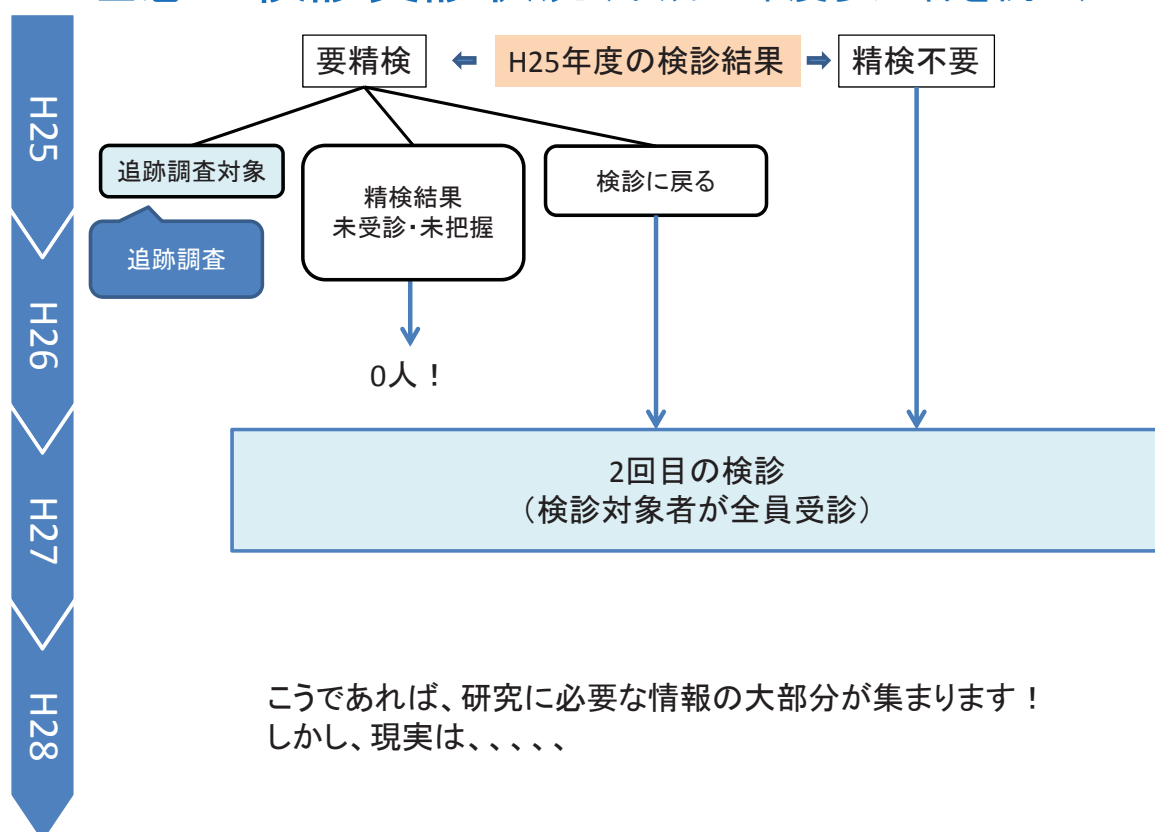 要精検
H25年度の検診結果
精検不要
追跡調査対象
精検結果
未受診・未把握
検診に戻る
追跡調査
0人！
2回目の検診
（検診対象者が全員受診）
こうであれば、研究に必要な情報の大部分が集まります！
しかし、現実は、、、、、
H25
H26
H27
H28